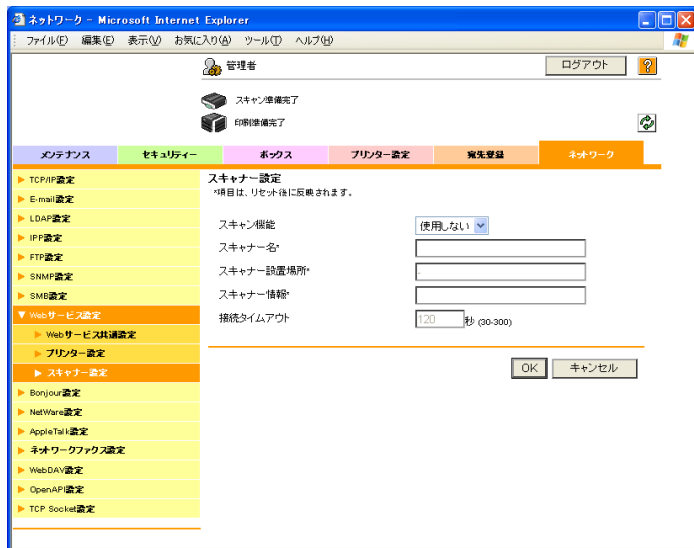 ネットワーク - Microsoft Internet Explorer
ファイル(F) 編集(E) 表示(V) お気に入り(A) ツール(T) ヘルプ(H)
管理者
ログアウト
?
スキャン準備完了
印刷準備完了
メンテナンス セキュリティー ボックス プリンター設定 宛先登録 ネットワーク
TCP/IP設定
E-mail設定
LDAP設定
IPP設定
FTP設定
SNMP設定
SMB設定
Webサービス設定
Webサービス共通設定
プリンター設定
スキャナー設定
Bonjour設定
NetWare設定
AppleTalk設定
ネットワークファクス設定
WebDAV設定
OpenAPI設定
TCP Socket設定
スキャナー設定
*項目は、リセット後に反映されます。
スキャン機能 使用しない
スキャナー名*
スキャナー設置場所* -
スキャナー情報*
接続タイムアウト 120 秒 (30-300)
OK キャンセル